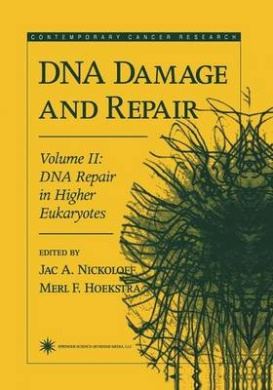 CONTEMPORARY CANCER RESEARCH
DNA DAMAGE
AND REPAIR
Volume II:
DNA Repair
in Higher
Eukaryotes
EDITED BY
JAC A. NICKOLOFF
MERL F. HOEKSTRA
SPRINGER SCIENCE+BUSINESS MEDIA, LLC